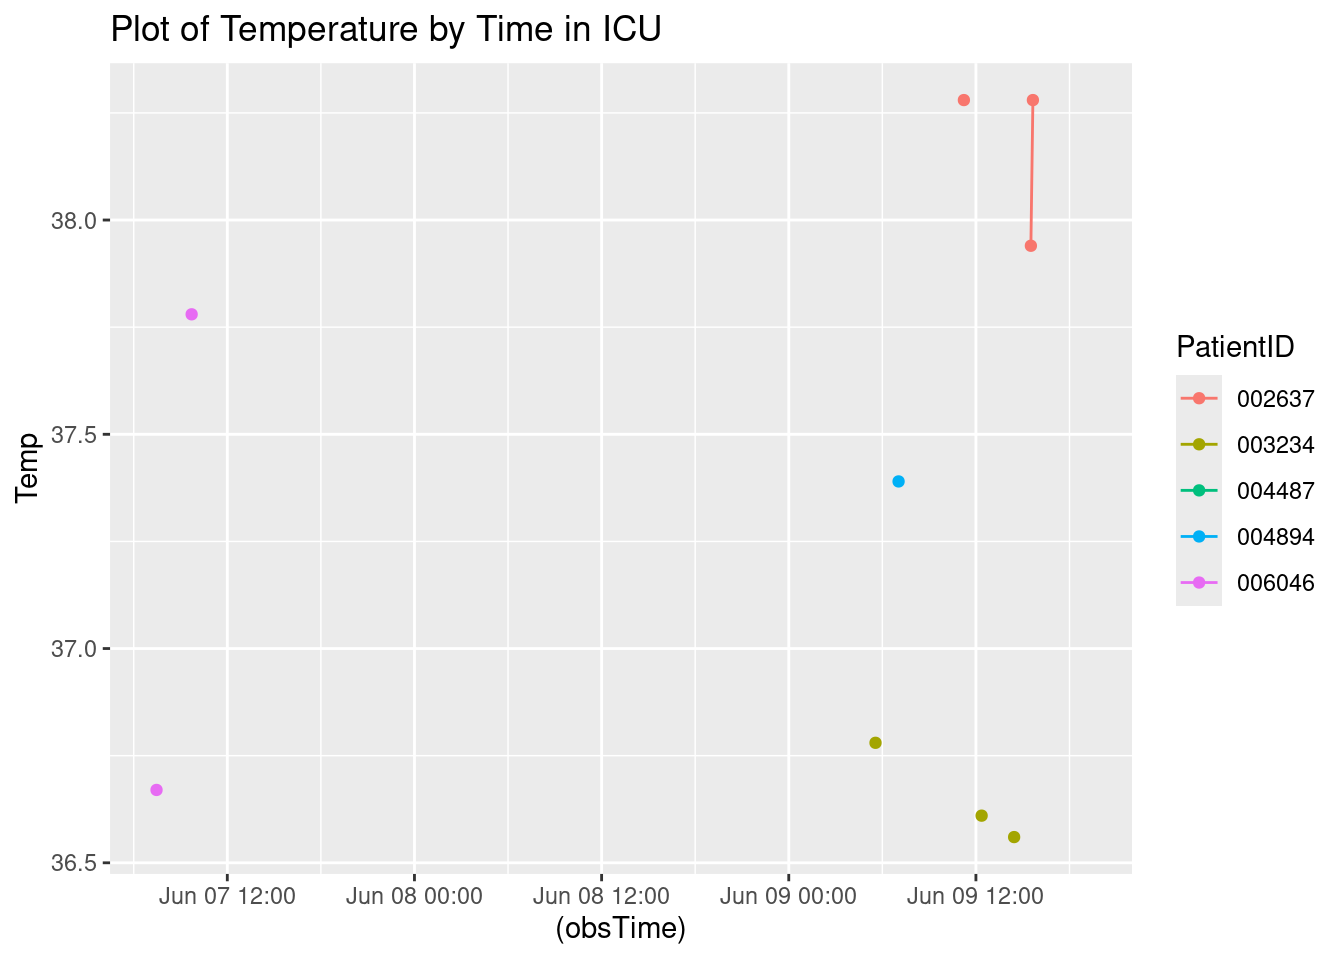 Plot of Temperature by Time in ICU
38.0
37.5
37.0
36.5
Temp
Jun 07 12:00 Jun 08 00:00 Jun 08 12:00 Jun 09 00:00 Jun 09 12:00
(obsTime)
PatientID
002637
003234
004487
004894
006046